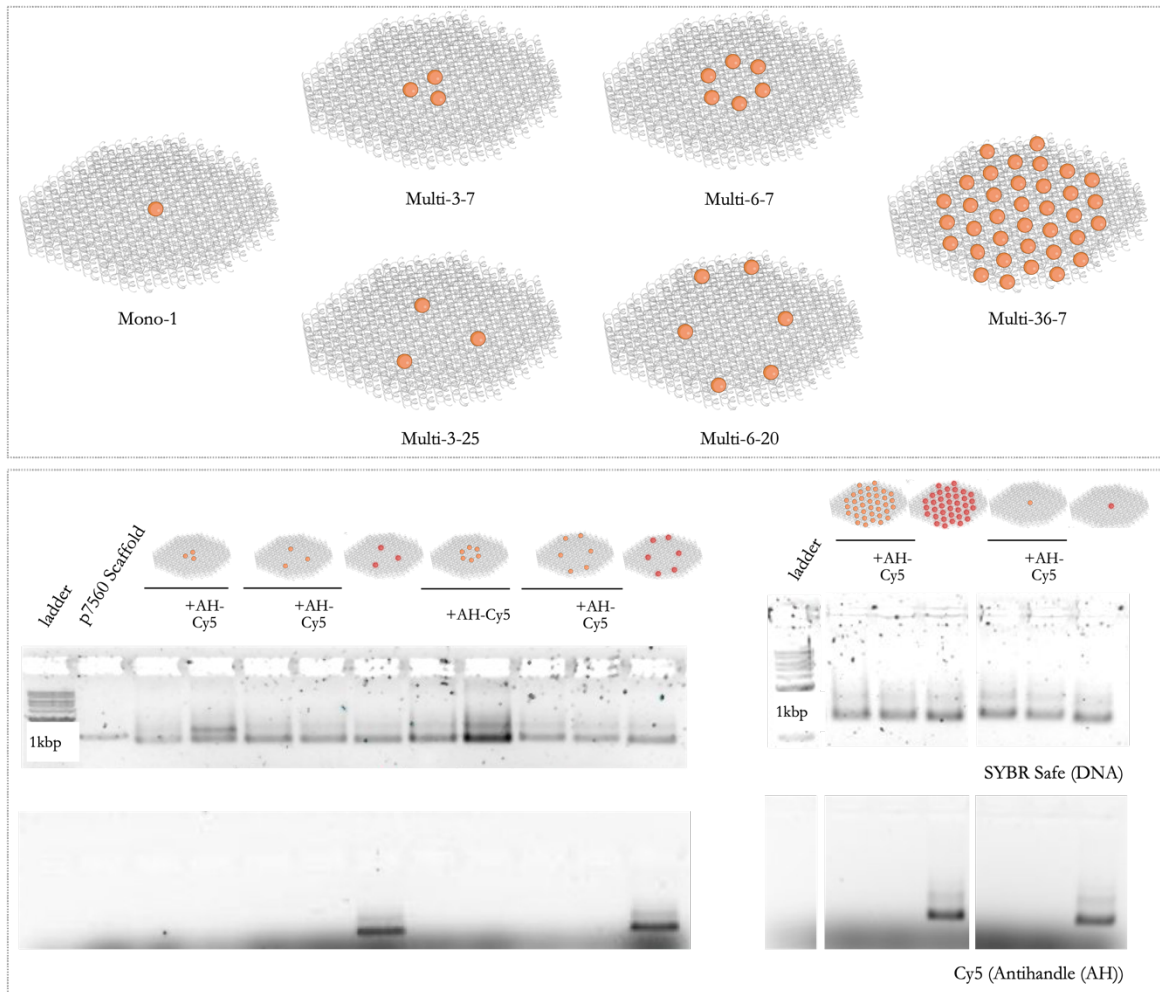 Multi-3-7
Multi-6-7
Mono-1
Multi-36-7
Multi-3-25
Multi-6-20
ladder
p7560 Scaffold
+AH-
Cy5
+AH-
Cy5
+AH-Cy5
+AH-
Cy5
1kbp
ladder
+AH-
Cy5
+AH-
Cy5
1kbp
SYBR Safe (DNA)
Cy5 (Antihandle (AH))